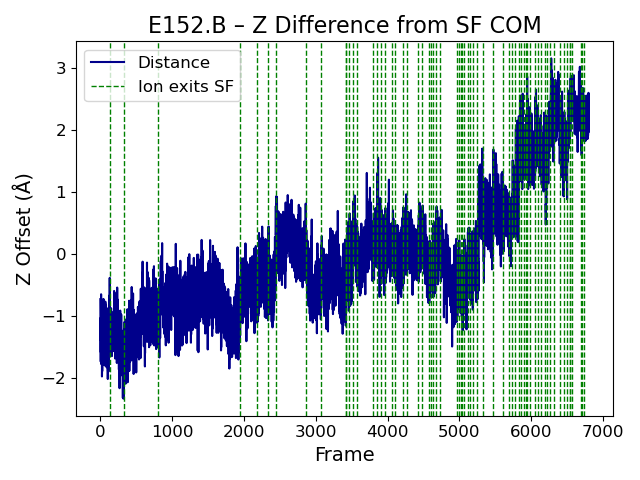 E152.B – Z Difference from SF COM
Distance
Ion exits SF
Z Offset (Å)
3
2
1
0
−1
−2
0 1000 2000 3000 4000 5000 6000 7000
Frame